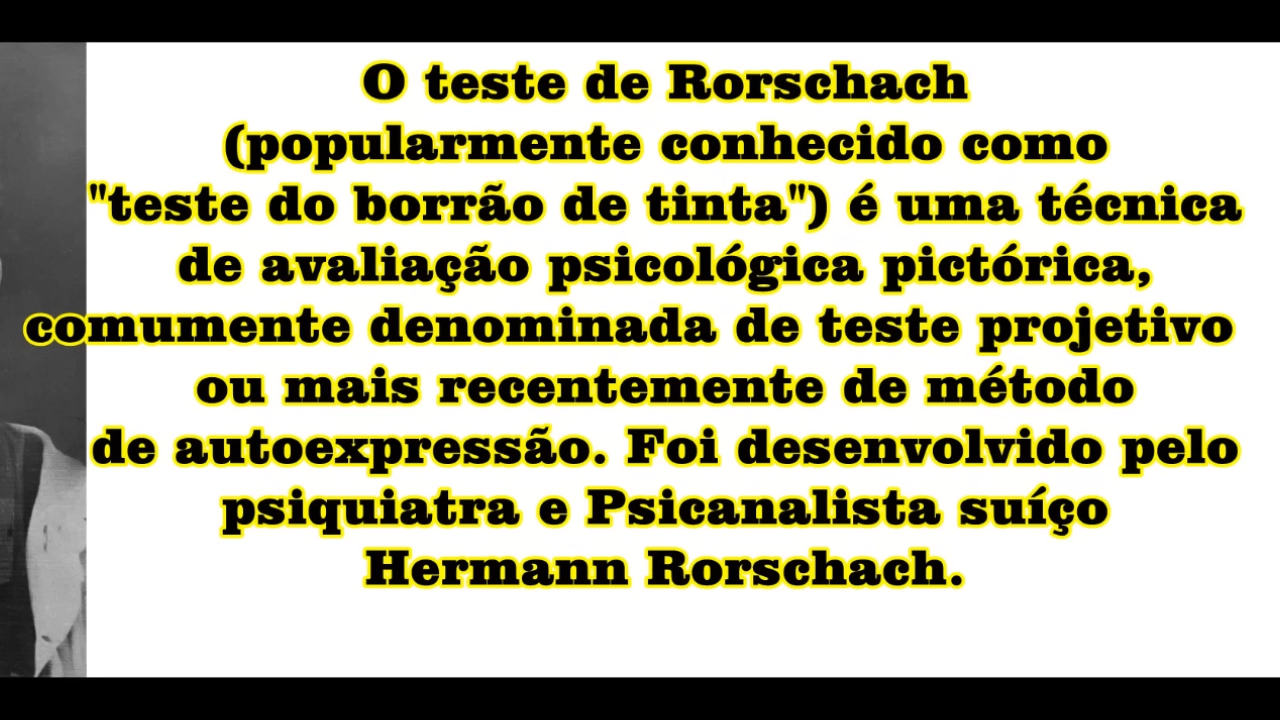 O teste de Rorschach
(popularmente conhecido como
"teste do borrão de tinta") é uma técnica
de avaliação psicológica pictórica,
comumente denominada de teste projetivo
ou mais recentemente de método
de autoexpressão. Foi desenvolvido pelo
psiquiatra e Psicanalista suíço
Hermann Rorschach.